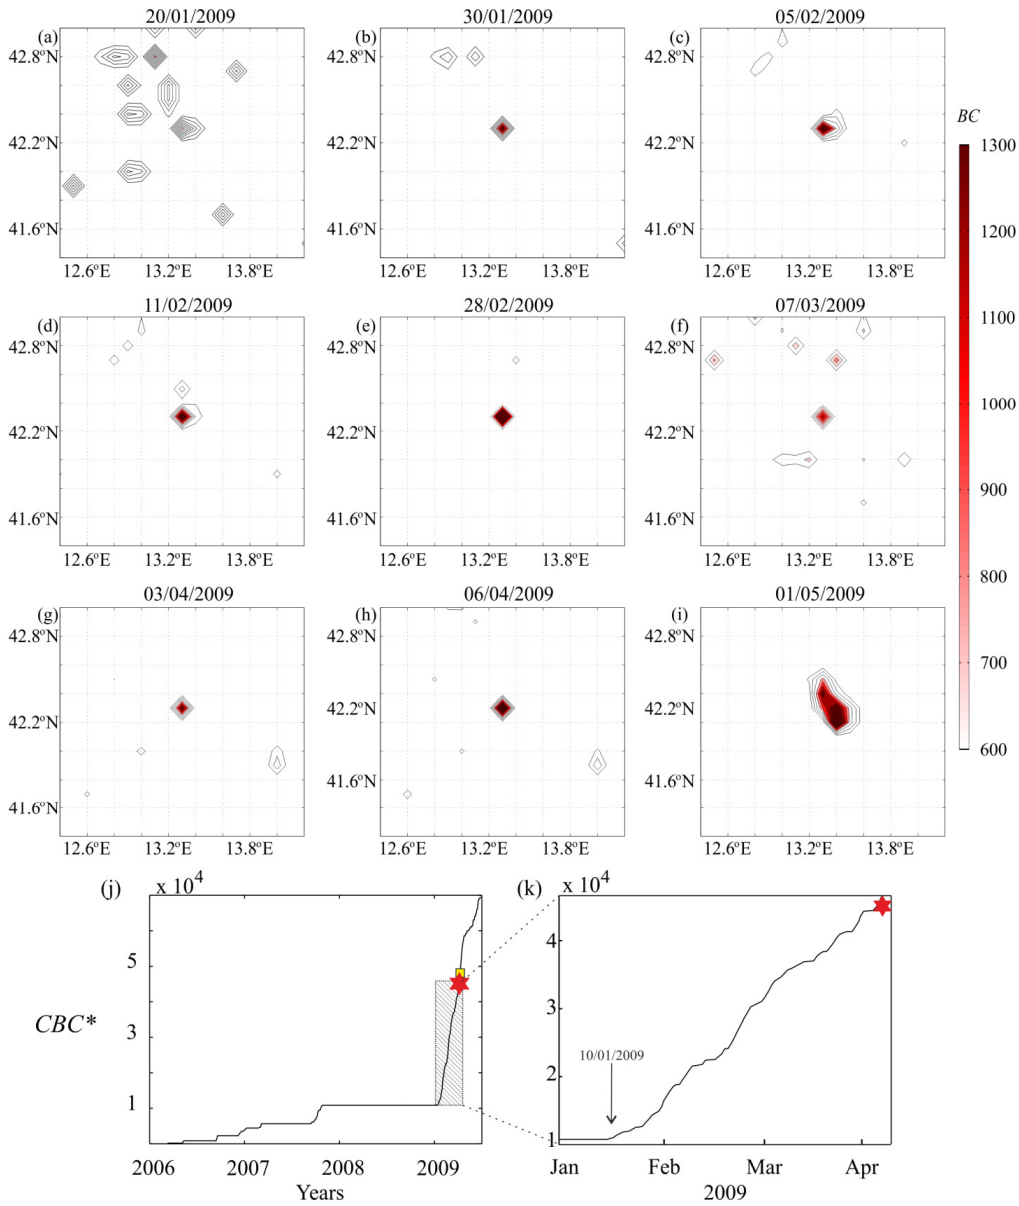 20/01/2009 30/01/2009 05/02/2009
(a) (b) (c)
42.8ºN 42.8ºN 42.8ºN
BC
42.2ºN 42.2ºN 42.2ºN 1300
41.6ºN 41.6ºN 41.6ºN 1200
12.6ºE 13.2ºE 13.8ºE 12.6ºE 13.2ºE 13.8ºE 12.6ºE 13.2ºE 13.8ºE
11/02/2009 28/02/2009 07/03/2009
(d) (e) (f) 1100
42.8ºN 42.8ºN 42.8ºN
1000
42.2ºN 42.2ºN 42.2ºN
900
41.6ºN 41.6ºN 41.6ºN
12.6ºE 13.2ºE 13.8ºE 12.6ºE 13.2ºE 13.8ºE 12.6ºE 13.2ºE 13.8ºE
800
03/04/2009 06/04/2009 01/05/2009
(g) (h) (i)
42.8ºN 42.8ºN 42.8ºN
700
42.2ºN 42.2ºN 42.2ºN
600
41.6ºN 41.6ºN 41.6ºN
12.6ºE 13.2ºE 13.8ºE 12.6ºE 13.2ºE 13.8ºE 12.6ºE 13.2ºE 13.8ºE
(j) x 10⁴
5
3
1
CBC*
2006 2007 2008 2009
Years
(k) x 10⁴
4
3
2
1
10/01/2009
Jan Feb Mar Apr
2009